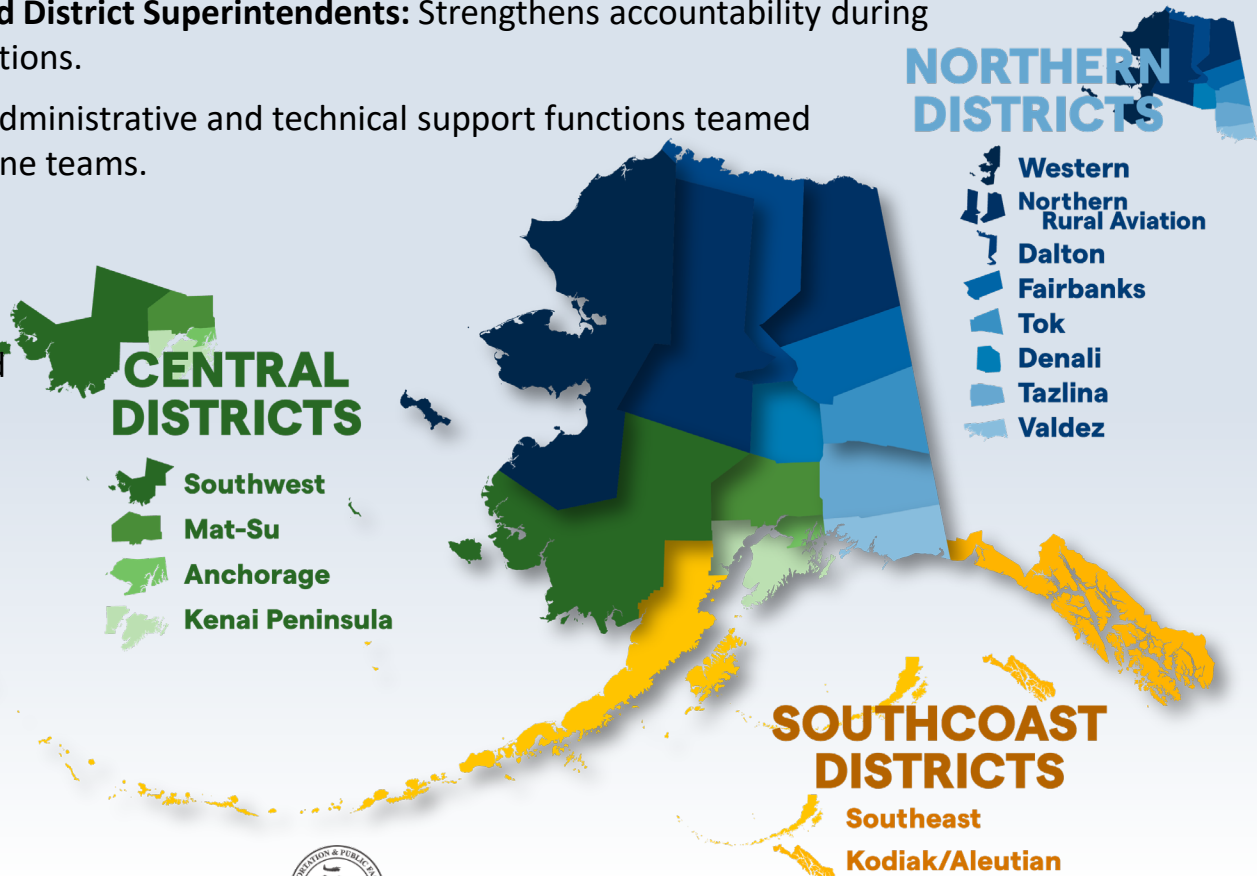 d District Superintendents: Strengthens accountability during
tions.
dministrative and technical support functions teamed
ne teams.
NORTHERN
DISTRICTS
Western
Northern
Rural Aviation
Dalton
Fairbanks
Tok
Denali
Tazlina
Valdez
CENTRAL
DISTRICTS
Southwest
Mat-Su
Anchorage
Kenai Peninsula
SOUTHCOAST
DISTRICTS
Southeast
Kodiak/Aleutian